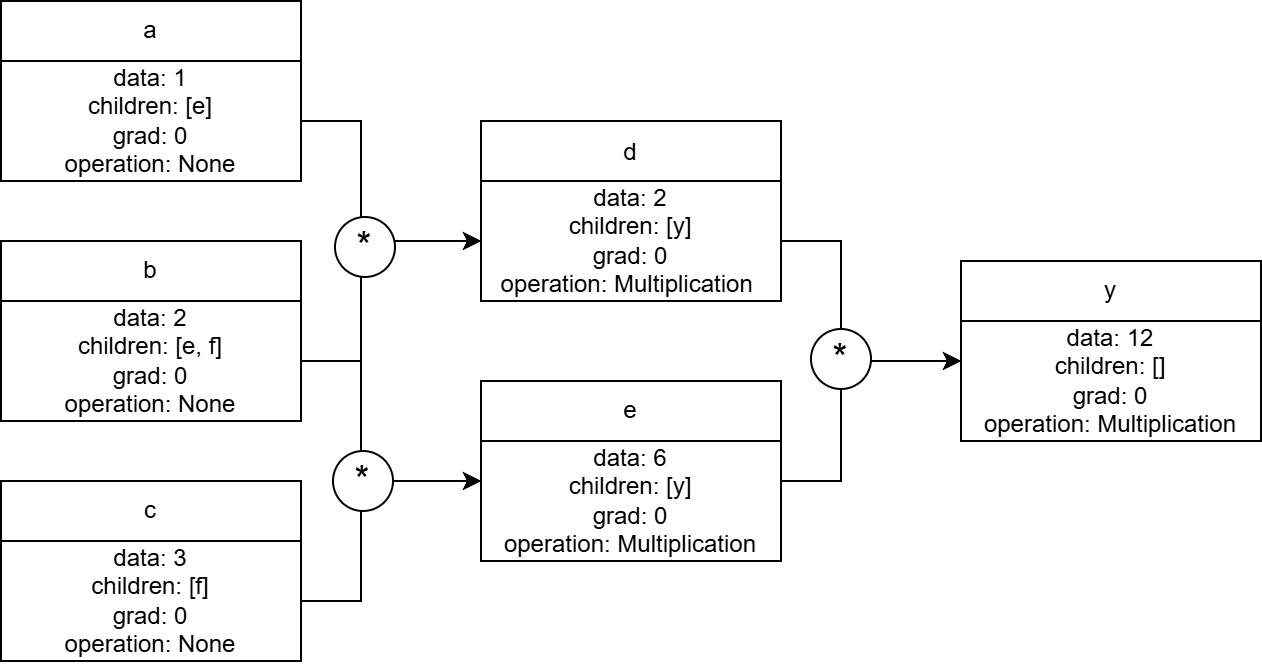 a
data: 1
children: [e]
grad: 0
operation: None
b
data: 2
children: [e, f]
grad: 0
operation: None
c
data: 3
children: [f]
grad: 0
operation: None
*
*
d
data: 2
children: [y]
grad: 0
operation: Multiplication
e
data: 6
children: [y]
grad: 0
operation: Multiplication
*
y
data: 12
children: []
grad: 0
operation: Multiplication